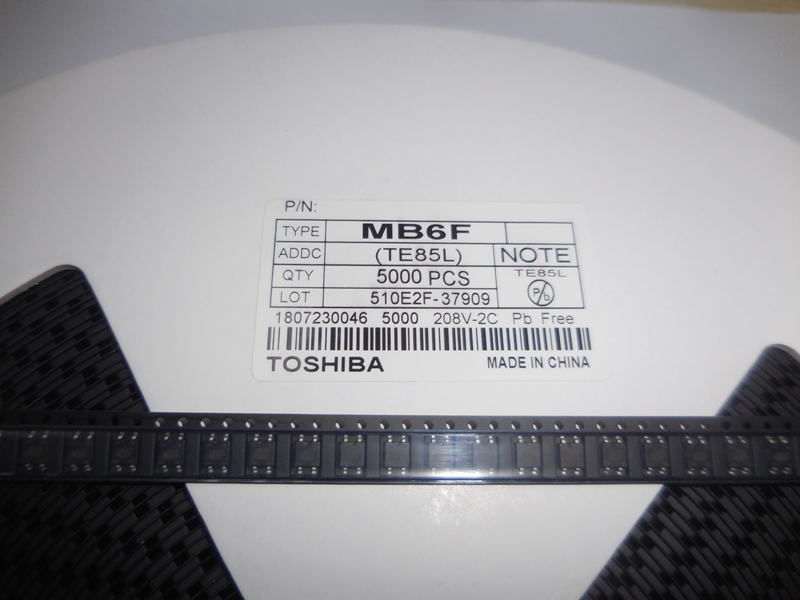 P/N:
TYPE MB6F
ADDC (TE85L) NOTE
QTY 5000 PCS TE85L
LOT 510E2F-37909 P/b
1807230046 5000 208V-2C Pb Free
TOSHIBA MADE IN CHINA